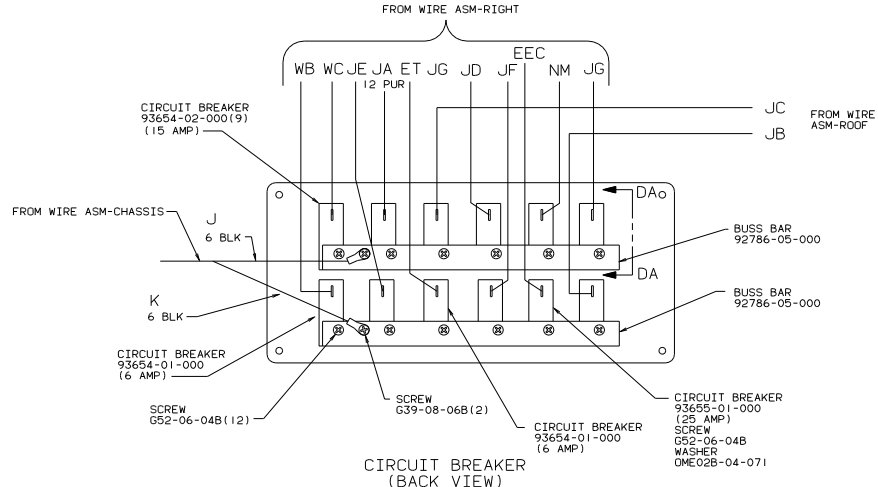 FROM WIRE ASM-RIGHT
EEC
WB WC JE JA ET JG JD JF NM JG
12 PUR
CIRCUIT BREAKER
93654-02-000(9)
(15 AMP)
JC
JB
FROM WIRE
ASM-ROOF
DA
FROM WIRE ASM-CHASSIS
J
6 BLK
BUSS BAR
92786-05-000
DA
K
6 BLK
BUSS BAR
92786-05-000
CIRCUIT BREAKER
93654-01-000
(6 AMP)
SCREW
G52-06-04B(12)
SCREW
G39-08-06B(2)
CIRCUIT BREAKER
93654-01-000
(6 AMP)
CIRCUIT BREAKER
93655-01-000
(25 AMP)
SCREW
G52-06-04B
WASHER
OME02B-04-071
CIRCUIT BREAKER
(BACK VIEW)